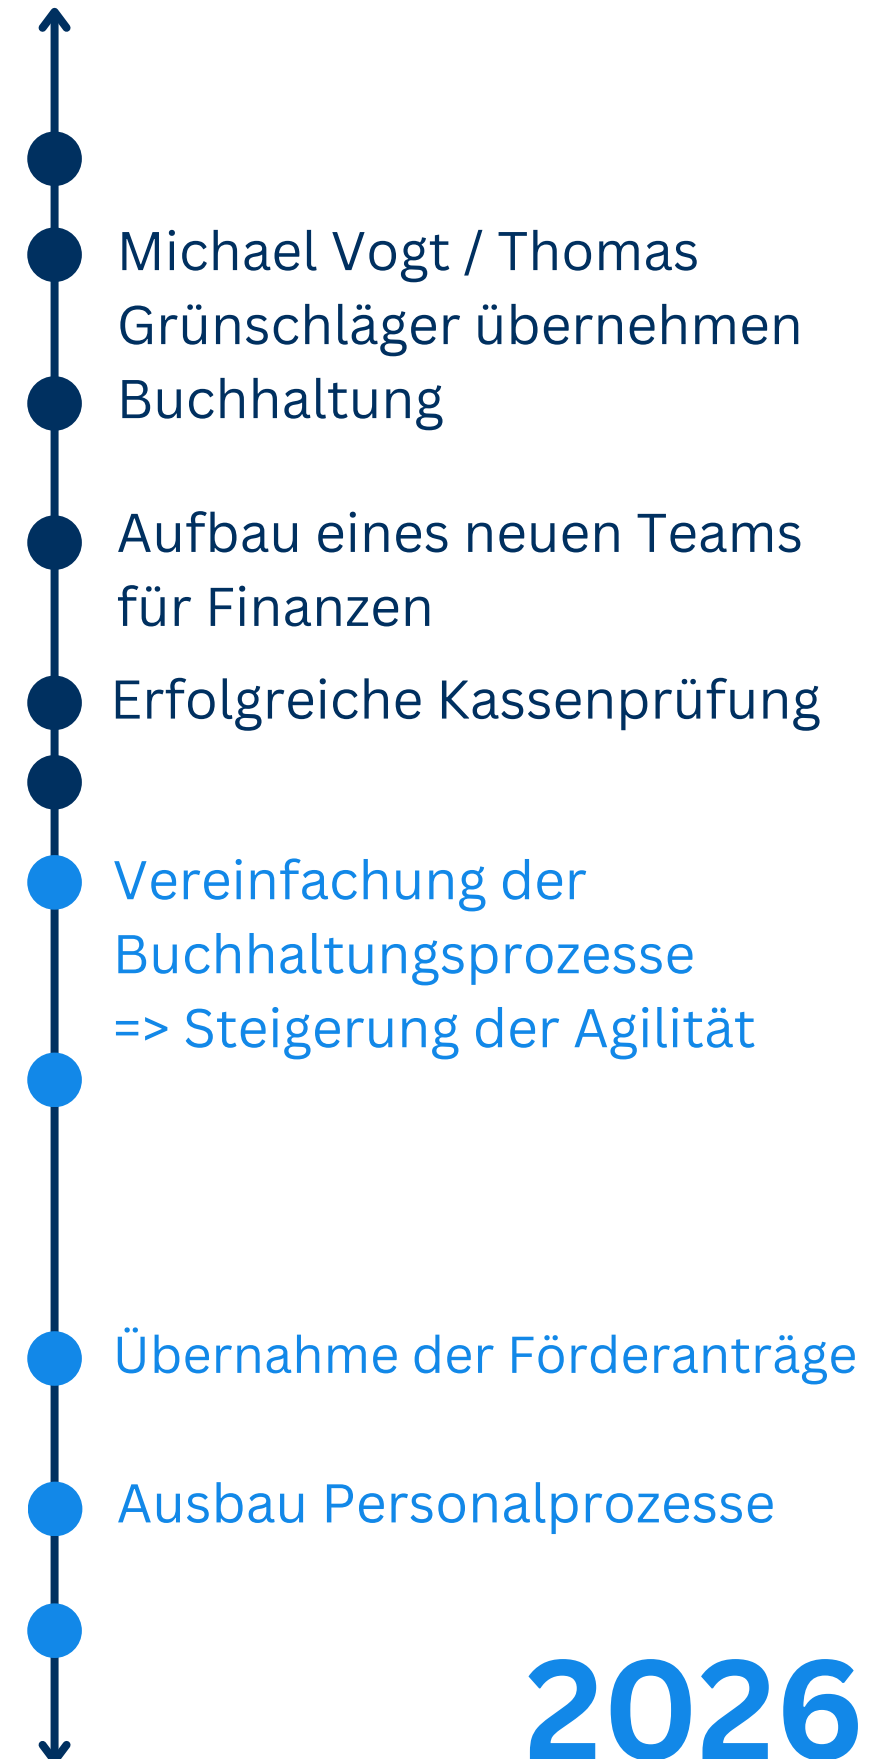 Michael Vogt / Thomas
Grünschläger übernehmen
Buchhaltung
Aufbau eines neuen Teams
für Finanzen
Erfolgreiche Kassenprüfung
Vereinfachung der
Buchhaltungsprozesse
=> Steigerung der Agilität
Übernahme der Förderanträge
Ausbau Personalprozesse
2026